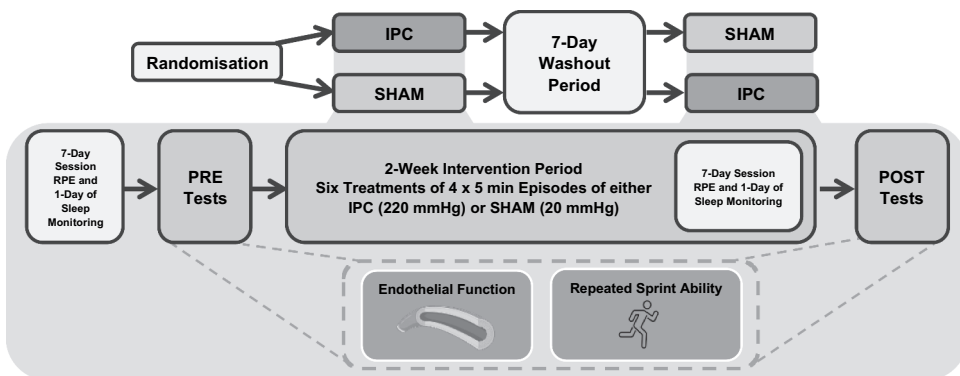 Randomisation
IPC
SHAM
7-Day
Washout
Period
SHAM
IPC
7-Day
Session
RPE and
1-Day of
Sleep
Monitoring
PRE
Tests
2-Week Intervention Period
Six Treatments of 4 x 5 min Episodes of either
IPC (220 mmHg) or SHAM (20 mmHg)
7-Day Session
RPE and 1-Day of
Sleep Monitoring
POST
Tests
Endothelial Function
Repeated Sprint Ability